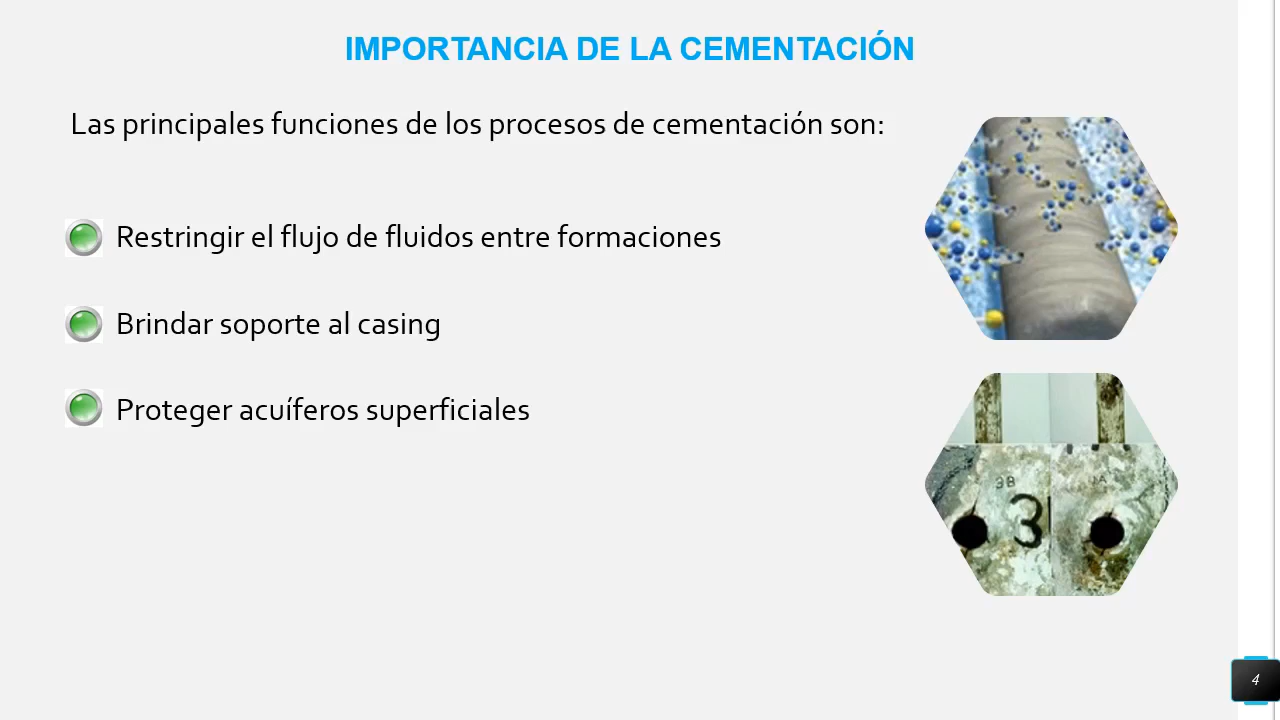 IMPORTANCIA DE LA CEMENTACIÓN
Las principales funciones de los procesos de cementación son:
Restringir el flujo de fluidos entre formaciones
Brindar soporte al casing
Proteger acuíferos superficiales
9B
3
4